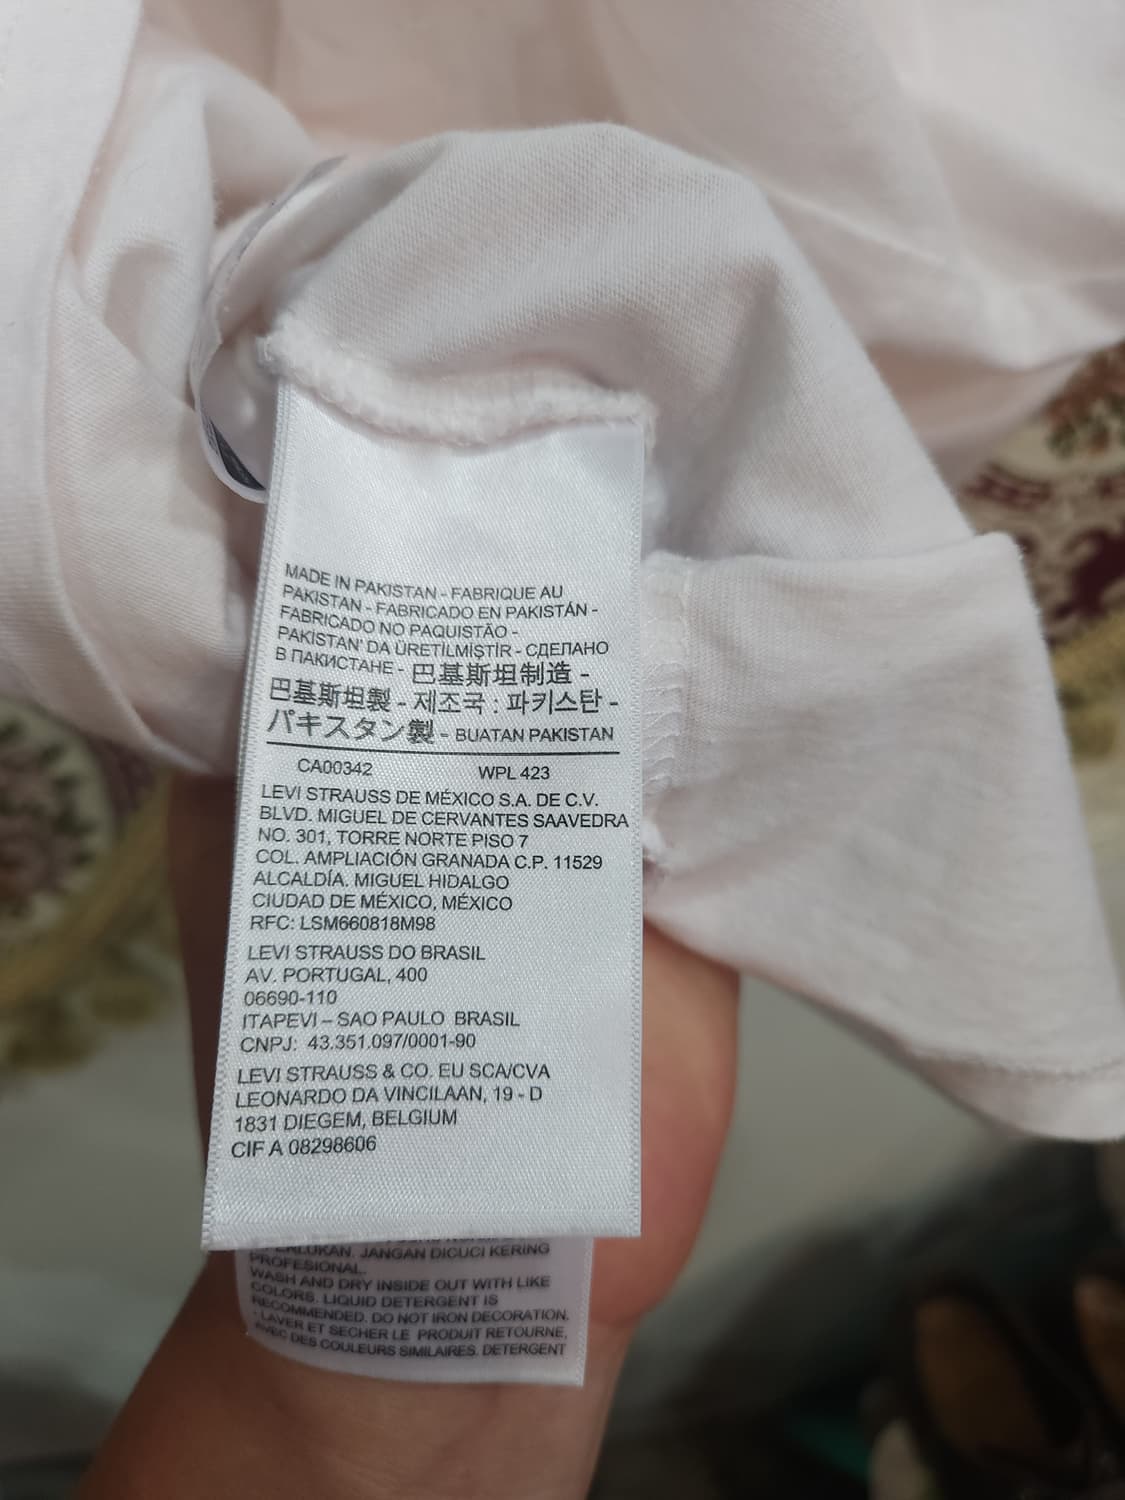 MADE IN PAKISTAN - FABRIQUE AU
PAKISTAN - FABRICADO EN PAKISTÁN -
FABRICADO NO PAQUISTÃO -
PAKISTAN' DA ÜRETİLMİŞTİR - СДЕЛАНО
В ПАКИСТАНЕ - 巴基斯坦制造 -
巴基斯坦製 - 제조국 : 파키스탄 -
パキスタン製 - BUATAN PAKISTAN
CA00342 WPL 423
LEVI STRAUSS DE MÉXICO S.A. DE C.V.
BLVD. MIGUEL DE CERVANTES SAAVEDRA
NO. 301, TORRE NORTE PISO 7
COL. AMPLIACIÓN GRANADA C.P. 11529
ALCALDÍA. MIGUEL HIDALGO
CIUDAD DE MÉXICO, MÉXICO
RFC: LSM660818M98
LEVI STRAUSS DO BRASIL
AV. PORTUGAL, 400
06690-110
ITAPEVI – SAO PAULO BRASIL
CNPJ: 43.351.097/0001-90
LEVI STRAUSS & CO. EU SCA/CVA
LEONARDO DA VINCILAAN, 19 - D
1831 DIEGEM, BELGIUM
CIF A 08298606
JANGAN DICUCI KERING
PROFESIONAL.
WASH AND DRY INSIDE OUT WITH LIKE
COLORS. LIQUID DETERGENT IS
RECOMMENDED. DO NOT IRON DECORATION.
- LAVER ET SECHER LE PRODUIT RETOURNE,
AVEC DES COULEURS SIMILAIRES. DETERGENT